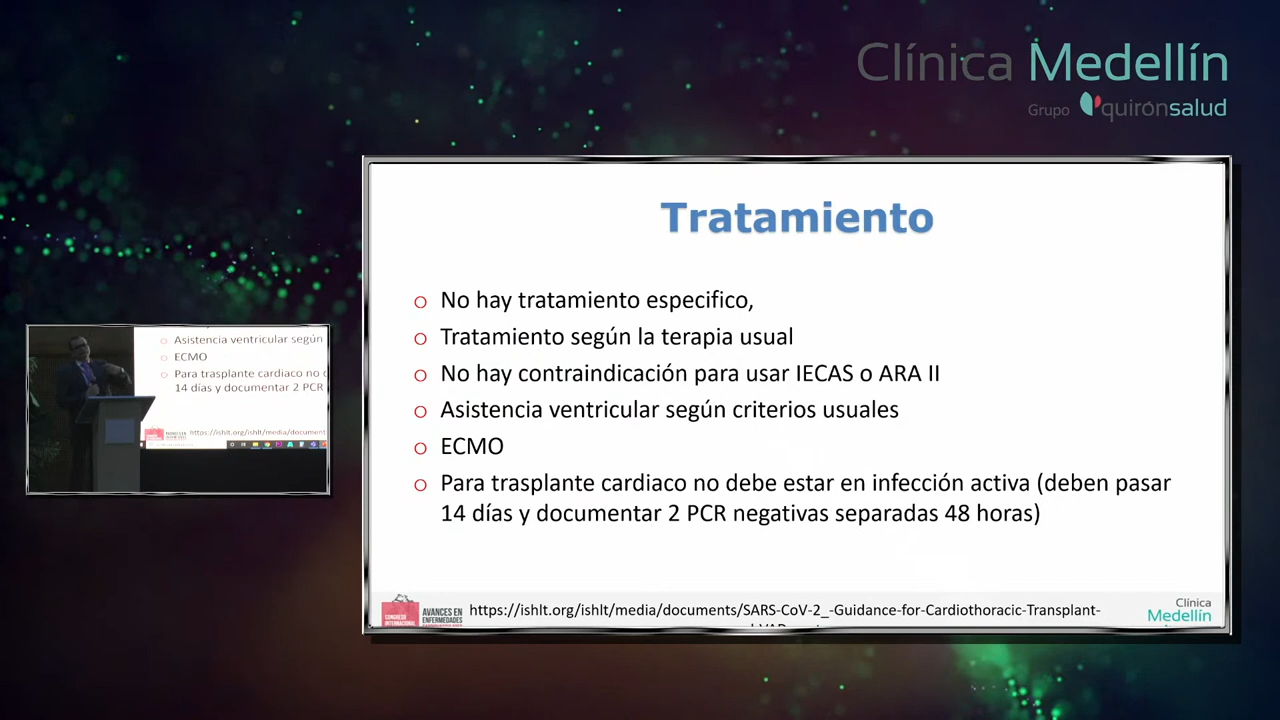 Clínica Medellín
Grupo quirónsalud
Tratamiento
No hay tratamiento especifico,
Tratamiento según la terapia usual
No hay contraindicación para usar IECAS o ARA II
Asistencia ventricular según criterios usuales
ECMO
Para trasplante cardiaco no debe estar en infección activa (deben pasar
14 días y documentar 2 PCR negativas separadas 48 horas)
CONGRESO
INTERNACIONAL
AVANCES EN
ENFERMEDADES
https://ishlt.org/ishlt/media/documents/SARS-CoV-2_-Guidance-for-Cardiothoracic-Transplant-
Clínica
Medellín
Asistencia ventricular según
ECMO
Para trasplante cardiaco no
14 días y documentar 2 PCR
https://ishlt.org/ishlt/media/document